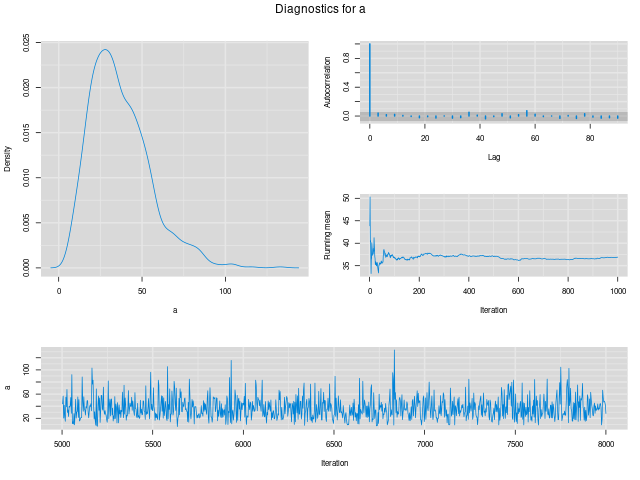 Diagnostics for a
Density
0.000
0.005
0.010
0.015
0.020
0.025
0 50 100
a
Autocorrelation
0.0
0.4
0.8
0 20 40 60 80
Lag
Running mean
35
40
45
50
0 200 400 600 800 1000
Iteration
a
20
40
60
100
5000 5500 6000 6500 7000 7500 8000
Iteration